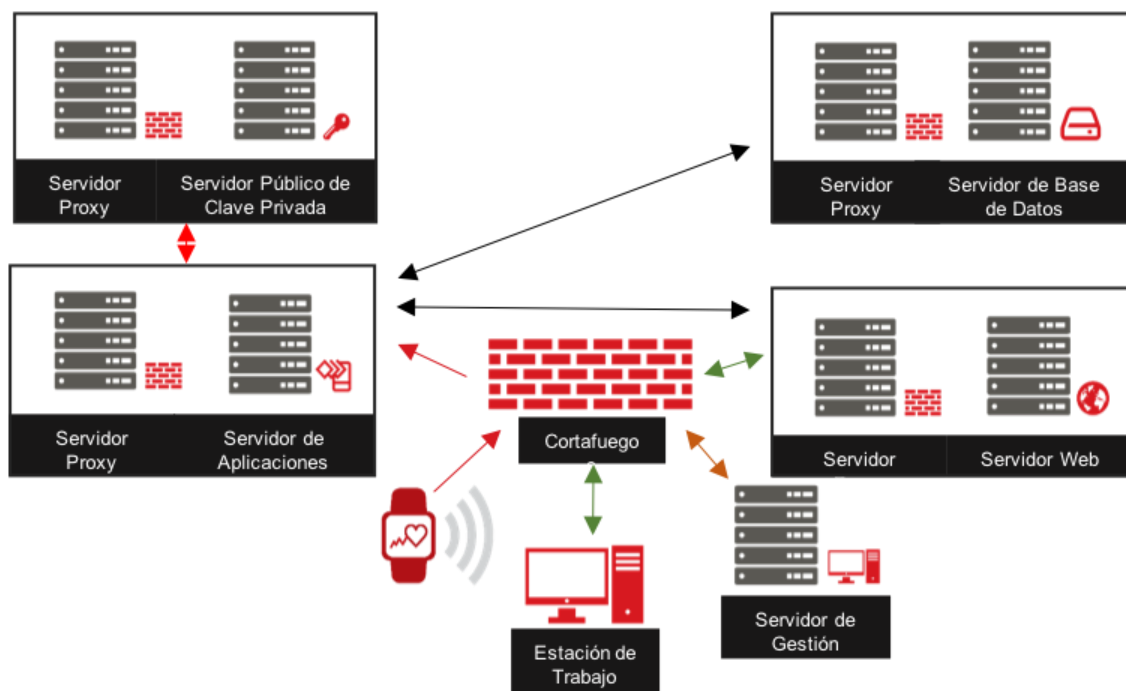 Servidor Proxy
Servidor Público de Clave Privada
Servidor Proxy
Servidor de Base de Datos
Servidor Proxy
Servidor de Aplicaciones
Cortafuego
Servidor
Servidor Web
Estación de Trabajo
Servidor de Gestión